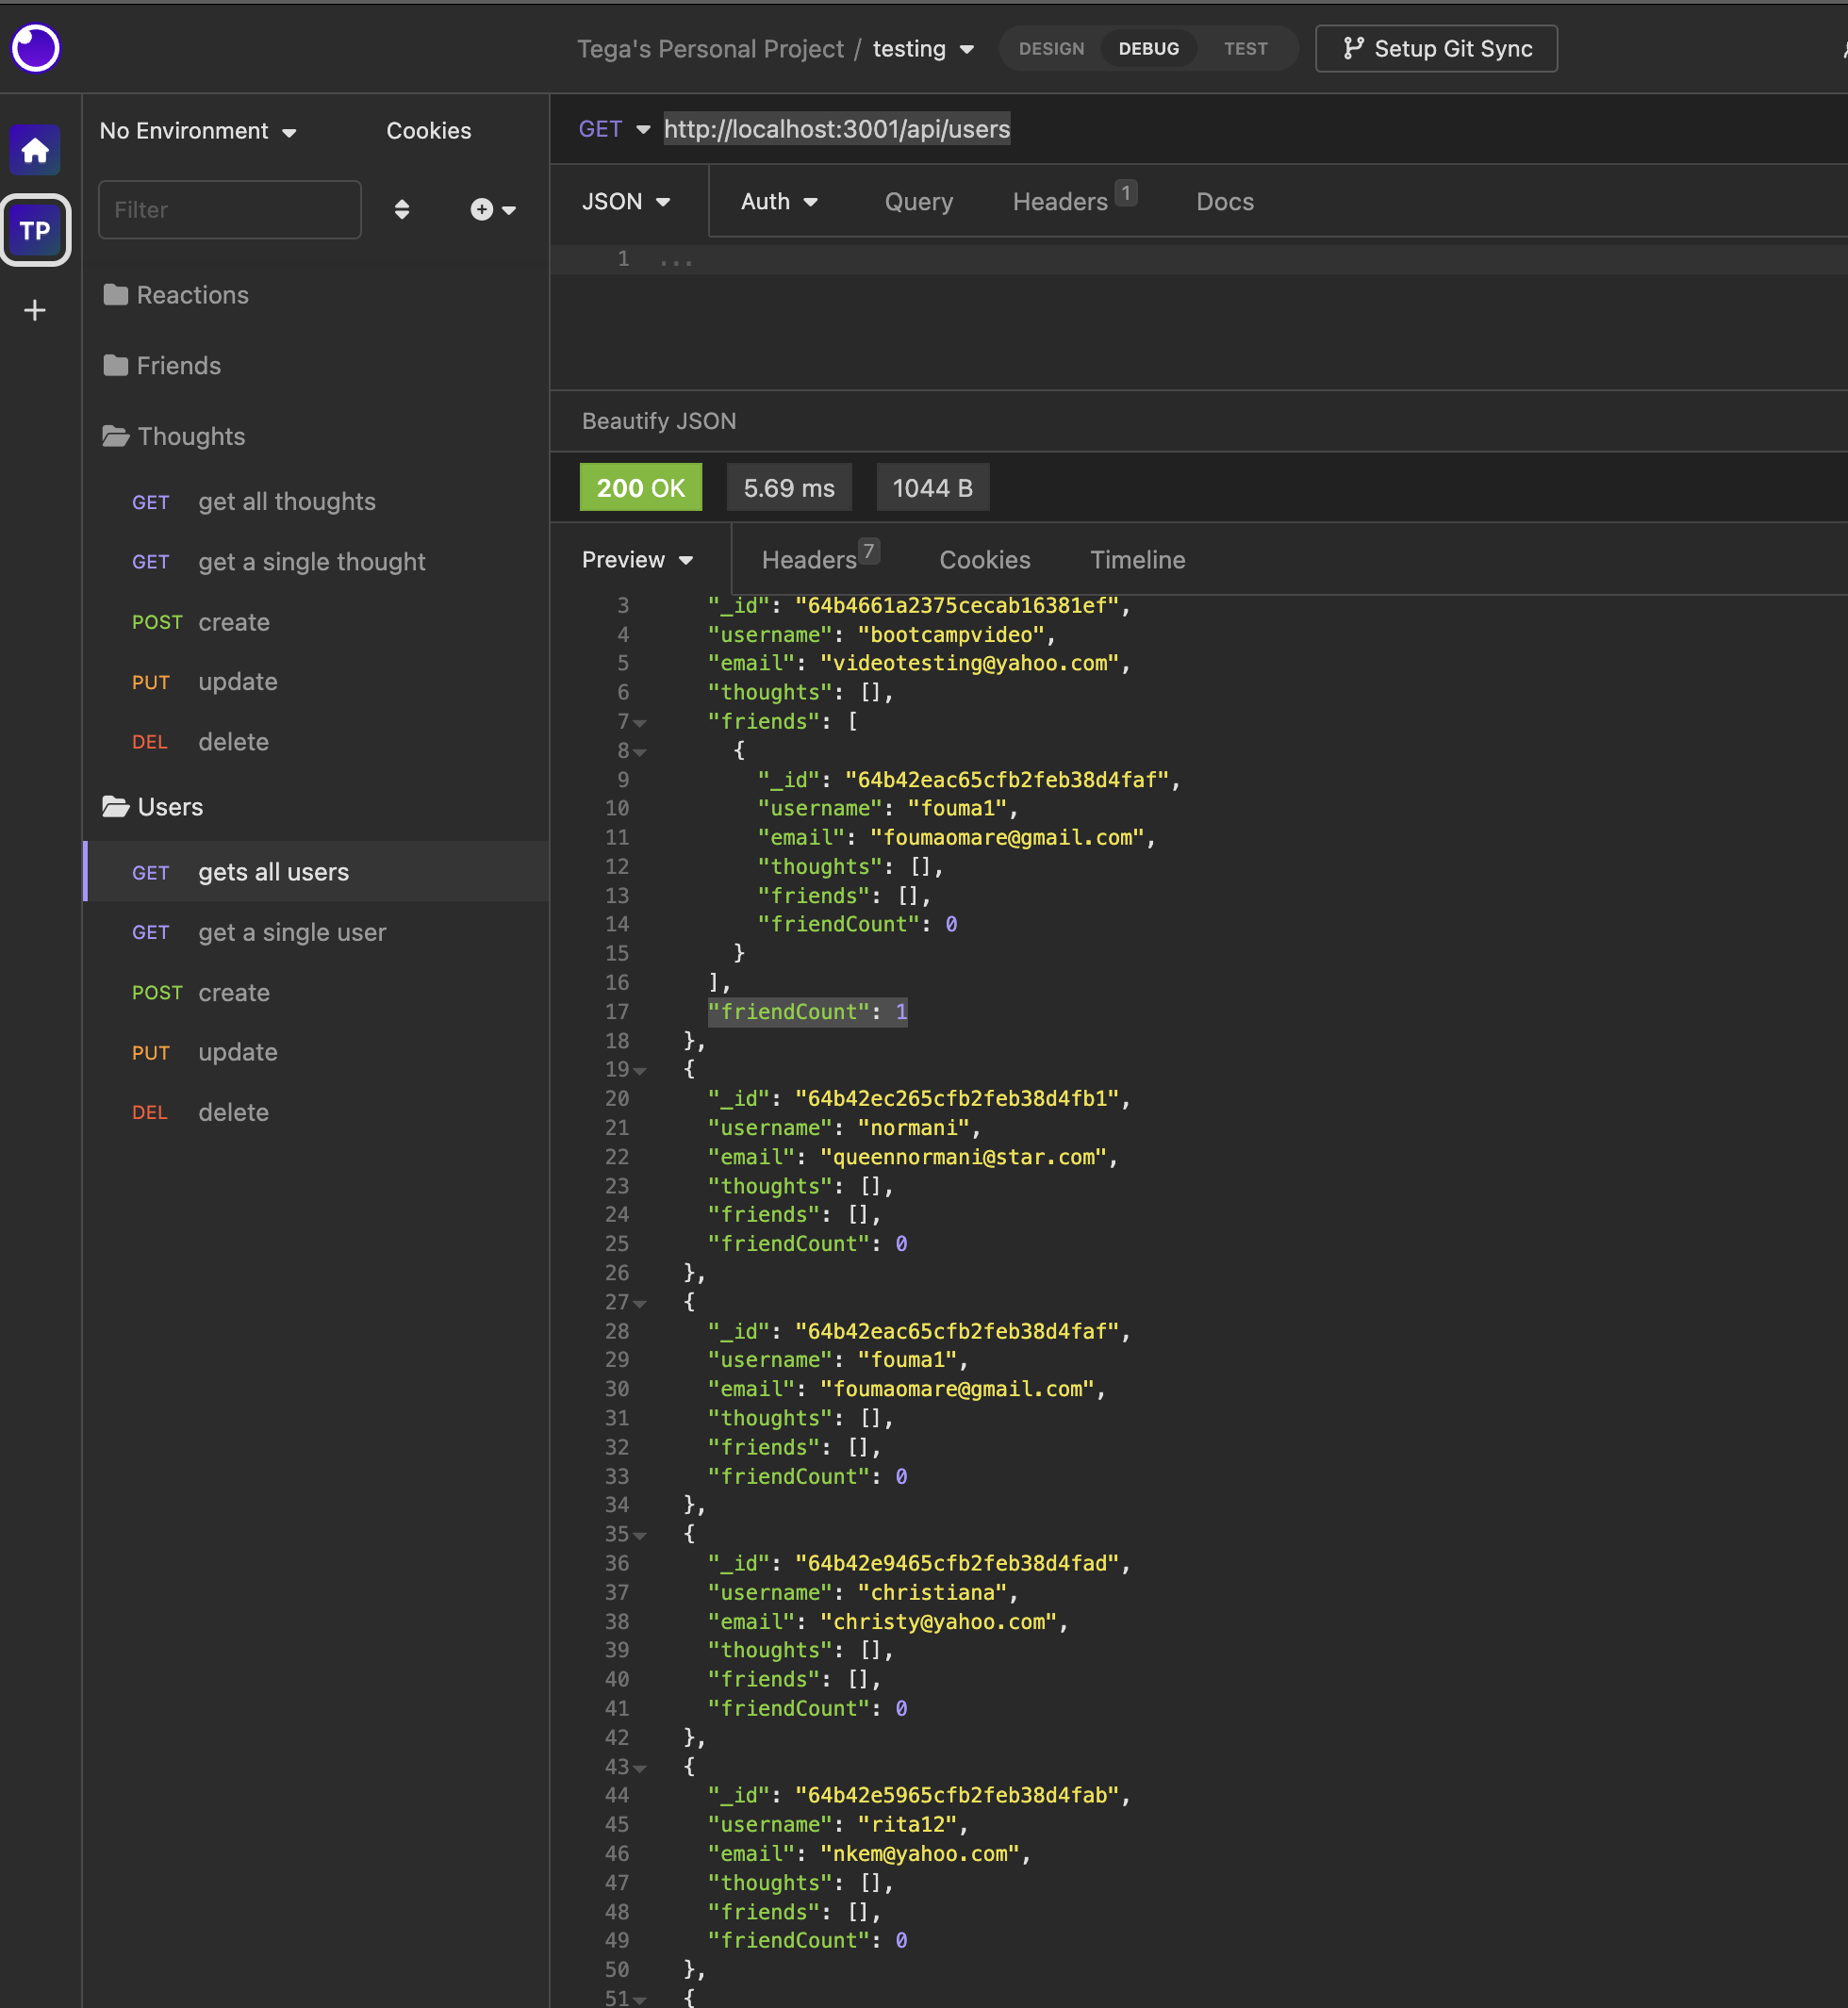 Tega's Personal Project / testing
DESIGN DEBUG TEST
Setup Git Sync
No Environment
Cookies
TP
Filter
Reactions
Friends
Thoughts
GET get all thoughts
GET get a single thought
POST create
PUT update
DEL delete
Users
GET gets all users
GET get a single user
POST create
PUT update
DEL delete
GET http://localhost:3001/api/users
JSON Auth Query Headers 1 Docs
1 ...
Beautify JSON
200 OK 5.69 ms 1044 B
Preview Headers 7 Cookies Timeline
3 "_id": "64b4661a2375cecab16381ef",
4 "username": "bootcampvideo",
5 "email": "videotesting@yahoo.com",
6 "thoughts": [],
7 "friends": [
8 {
9 "_id": "64b42eac65cfb2feb38d4faf",
10 "username": "fouma1",
11 "email": "foumaomare@gmail.com",
12 "thoughts": [],
13 "friends": [],
14 "friendCount": 0
15 }
16 ],
17 "friendCount": 1
18 },
19 {
20 "_id": "64b42ec265cfb2feb38d4fb1",
21 "username": "normani",
22 "email": "queennormani@star.com",
23 "thoughts": [],
24 "friends": [],
25 "friendCount": 0
26 },
27 {
28 "_id": "64b42eac65cfb2feb38d4faf",
29 "username": "fouma1",
30 "email": "foumaomare@gmail.com",
31 "thoughts": [],
32 "friends": [],
33 "friendCount": 0
34 },
35 {
36 "_id": "64b42e9465cfb2feb38d4fad",
37 "username": "christiana",
38 "email": "christy@yahoo.com",
39 "thoughts": [],
40 "friends": [],
41 "friendCount": 0
42 },
43 {
44 "_id": "64b42e5965cfb2feb38d4fab",
45 "username": "rita12",
46 "email": "nkem@yahoo.com",
47 "thoughts": [],
48 "friends": [],
49 "friendCount": 0
50 },
51 {